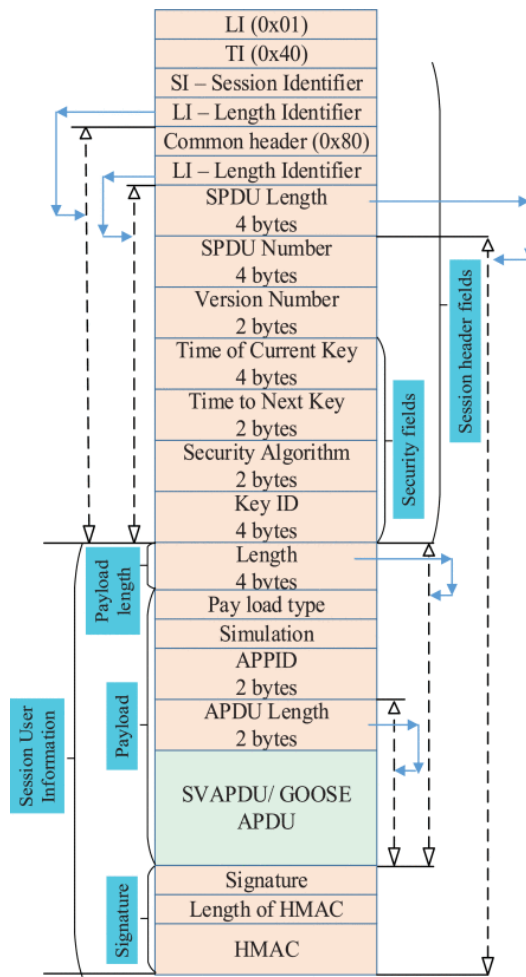 LI (0x01)
TI (0x40)
SI – Session Identifier
LI – Length Identifier
Common header (0x80)
LI – Length Identifier
SPDU Length
4 bytes
SPDU Number
4 bytes
Version Number
2 bytes
Time of Current Key
4 bytes
Time to Next Key
2 bytes
Security Algorithm
2 bytes
Key ID
4 bytes
Length
4 bytes
Pay load type
Simulation
APPID
2 bytes
APDU Length
2 bytes
SVAPDU/ GOOSE
APDU
Signature
Length of HMAC
HMAC
Session header fields
Security fields
Payload
length
Payload
Session User
Information
Signature